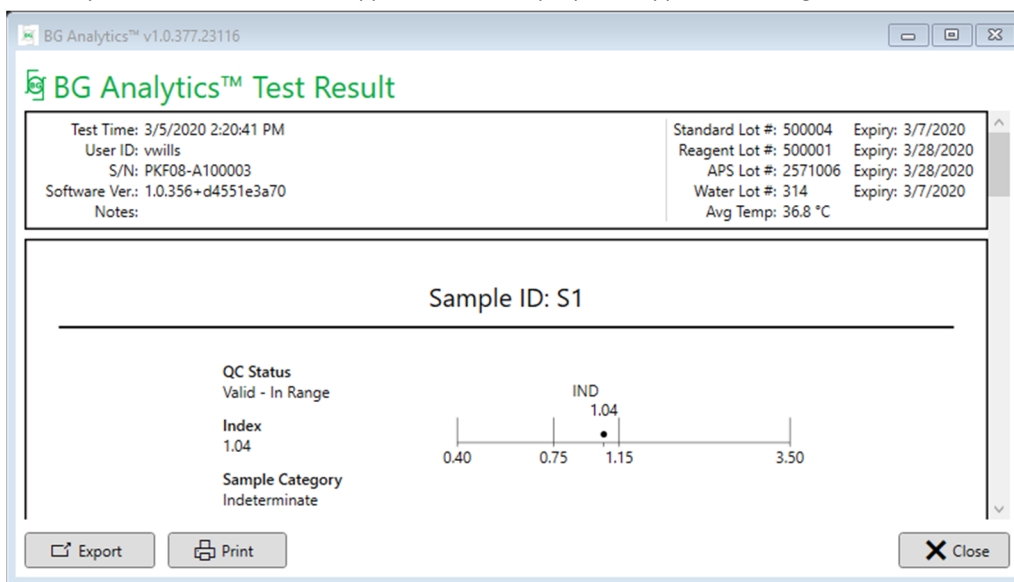 BG Analytics™ v1.0.377.23116
BG Analytics™ Test Result
Test Time: 3/5/2020 2:20:41 PM
User ID: vwills
S/N: PKF08-A100003
Software Ver.: 1.0.356+d4551e3a70
Notes:
Standard Lot #: 500004 Expiry: 3/7/2020
Reagent Lot #: 500001 Expiry: 3/28/2020
APS Lot #: 2571006 Expiry: 3/28/2020
Water Lot #: 314 Expiry: 3/7/2020
Avg Temp: 36.8 °C
Sample ID: S1
QC Status
Valid - In Range
Index
1.04
Sample Category
Indeterminate
IND
1.04
0.40 0.75 1.15 3.50
Export
Print
Close